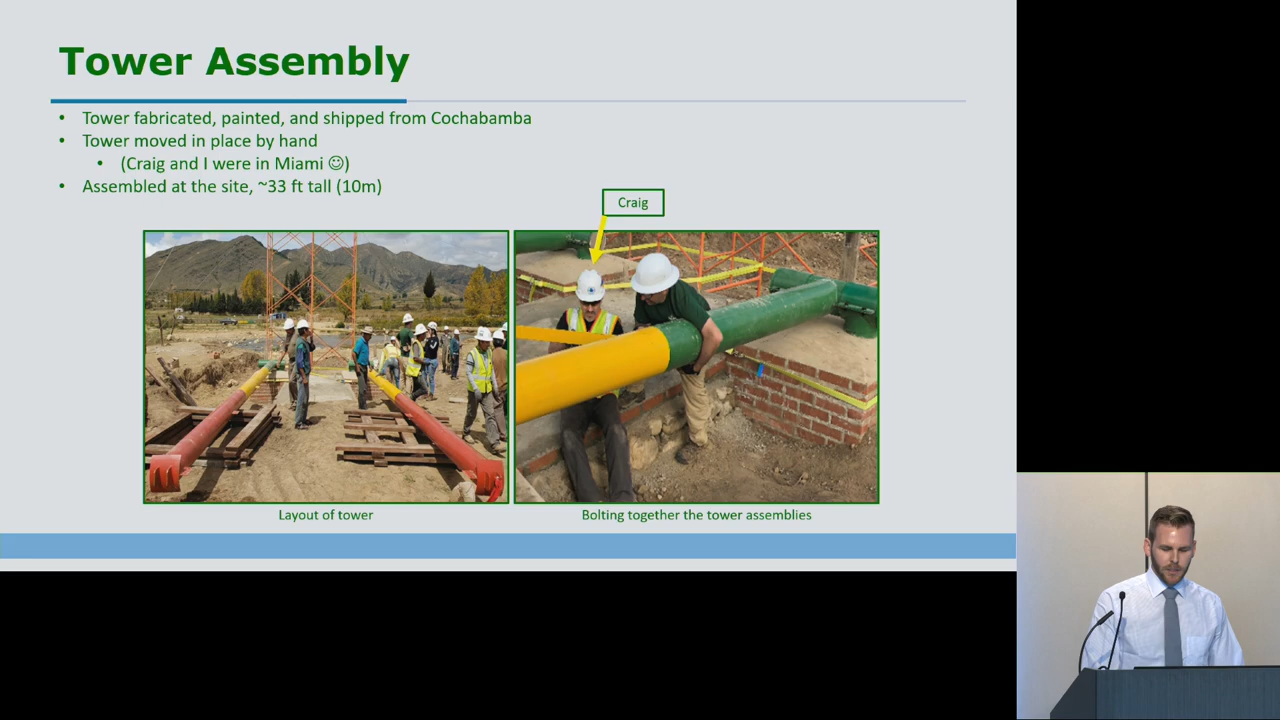 Tower Assembly
• Tower fabricated, painted, and shipped from Cochabamba
• Tower moved in place by hand
• (Craig and I were in Miami ☺)
• Assembled at the site, ~33 ft tall (10m)
Craig
Layout of tower
Bolting together the tower assemblies